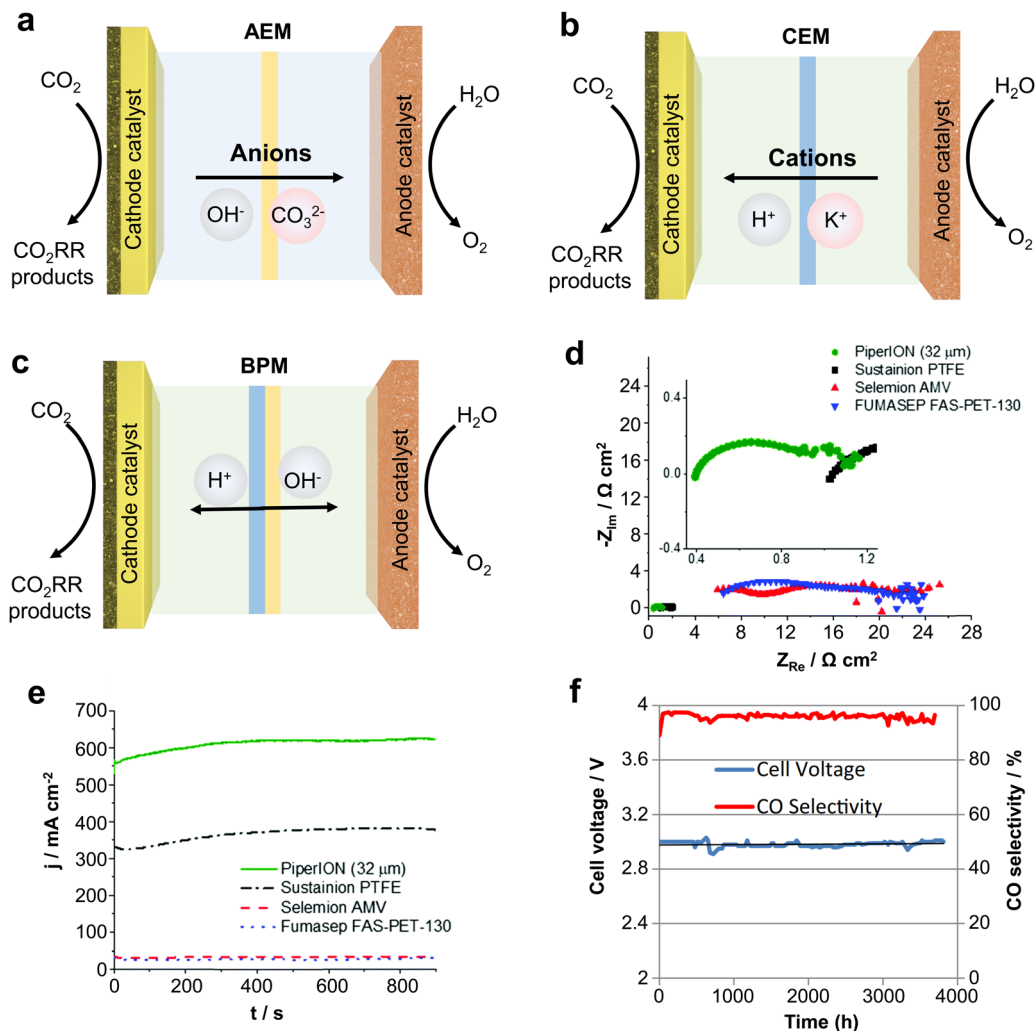 a
AEM
CO₂
Cathode catalyst
CO₂RR
products
Anions
OH⁻
CO₃²⁻
Anode catalyst
H₂O
O₂
b
CEM
CO₂
Cathode catalyst
CO₂RR
products
Cations
H⁺
K⁺
Anode catalyst
H₂O
O₂
c
BPM
CO₂
Cathode catalyst
CO₂RR
products
H⁺
OH⁻
Anode catalyst
H₂O
O₂
d
PiperION (32 μm)
Sustainion PTFE
Selemion AMV
FUMASEP FAS-PET-130
-Z_Im / Ω cm²
24
20
16
12
8
4
0
0.4
0.0
-0.4
0.4
0.8
1.2
0
4
8
12
16
20
24
28
Z_Re / Ω cm²
e
j / mA cm⁻²
700
600
500
400
300
50
0
PiperION (32 μm)
Sustainion PTFE
Selemion AMV
Fumasep FAS-PET-130
0
200
400
600
800
t / s
f
Cell voltage / V
4
3.6
3.2
2.8
2.4
2
Cell Voltage
CO Selectivity
100
80
60
40
20
0
CO selectivity / %
0
1000
2000
3000
4000
Time (h)